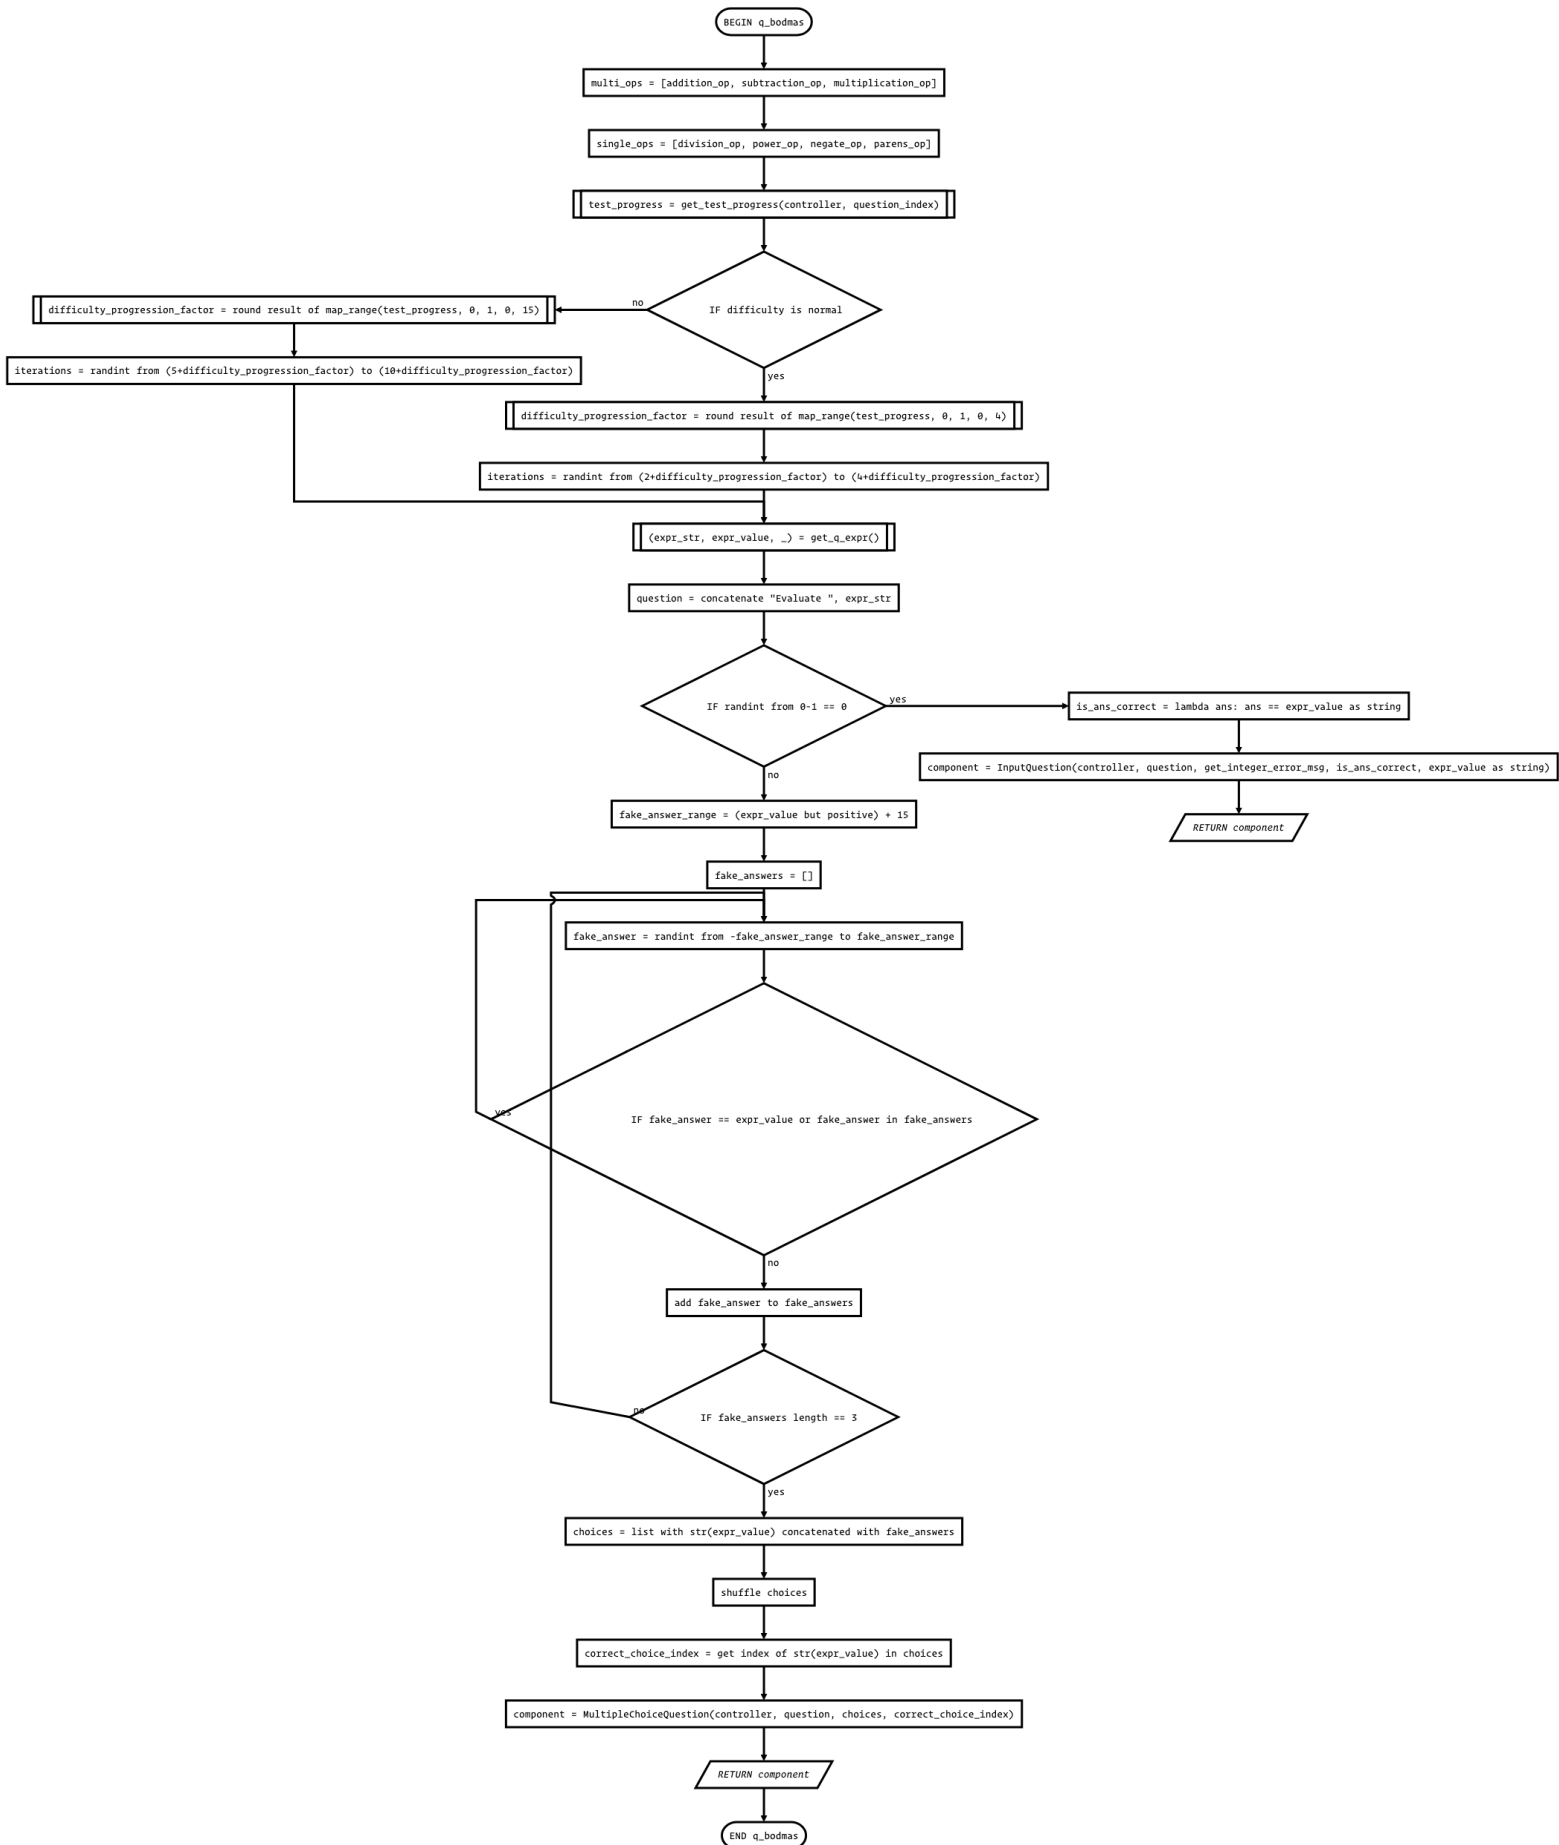 BEGIN q_bodmas
multi_ops = [addition_op, subtraction_op, multiplication_op]
single_ops = [division_op, power_op, negate_op, parens_op]
test_progress = get_test_progress(controller, question_index)
IF difficulty is normal
no
difficulty_progression_factor = round result of map_range(test_progress, 0, 1, 0, 15)
iterations = randint from (5+difficulty_progression_factor) to (10+difficulty_progression_factor)
yes
difficulty_progression_factor = round result of map_range(test_progress, 0, 1, 0, 4)
iterations = randint from (2+difficulty_progression_factor) to (4+difficulty_progression_factor)
(expr_str, expr_value, _) = get_q_expr()
question = concatenate "Evaluate ", expr_str
IF randint from 0-1 == 0
yes
is_ans_correct = lambda ans: ans == expr_value as string
component = InputQuestion(controller, question, get_integer_error_msg, is_ans_correct, expr_value as string)
RETURN component
no
fake_answer_range = (expr_value but positive) + 15
fake_answers = []
fake_answer = randint from -fake_answer_range to fake_answer_range
yes
IF fake_answer == expr_value or fake_answer in fake_answers
no
add fake_answer to fake_answers
no
IF fake_answers length == 3
yes
choices = list with str(expr_value) concatenated with fake_answers
shuffle choices
correct_choice_index = get index of str(expr_value) in choices
component = MultipleChoiceQuestion(controller, question, choices, correct_choice_index)
RETURN component
END q_bodmas